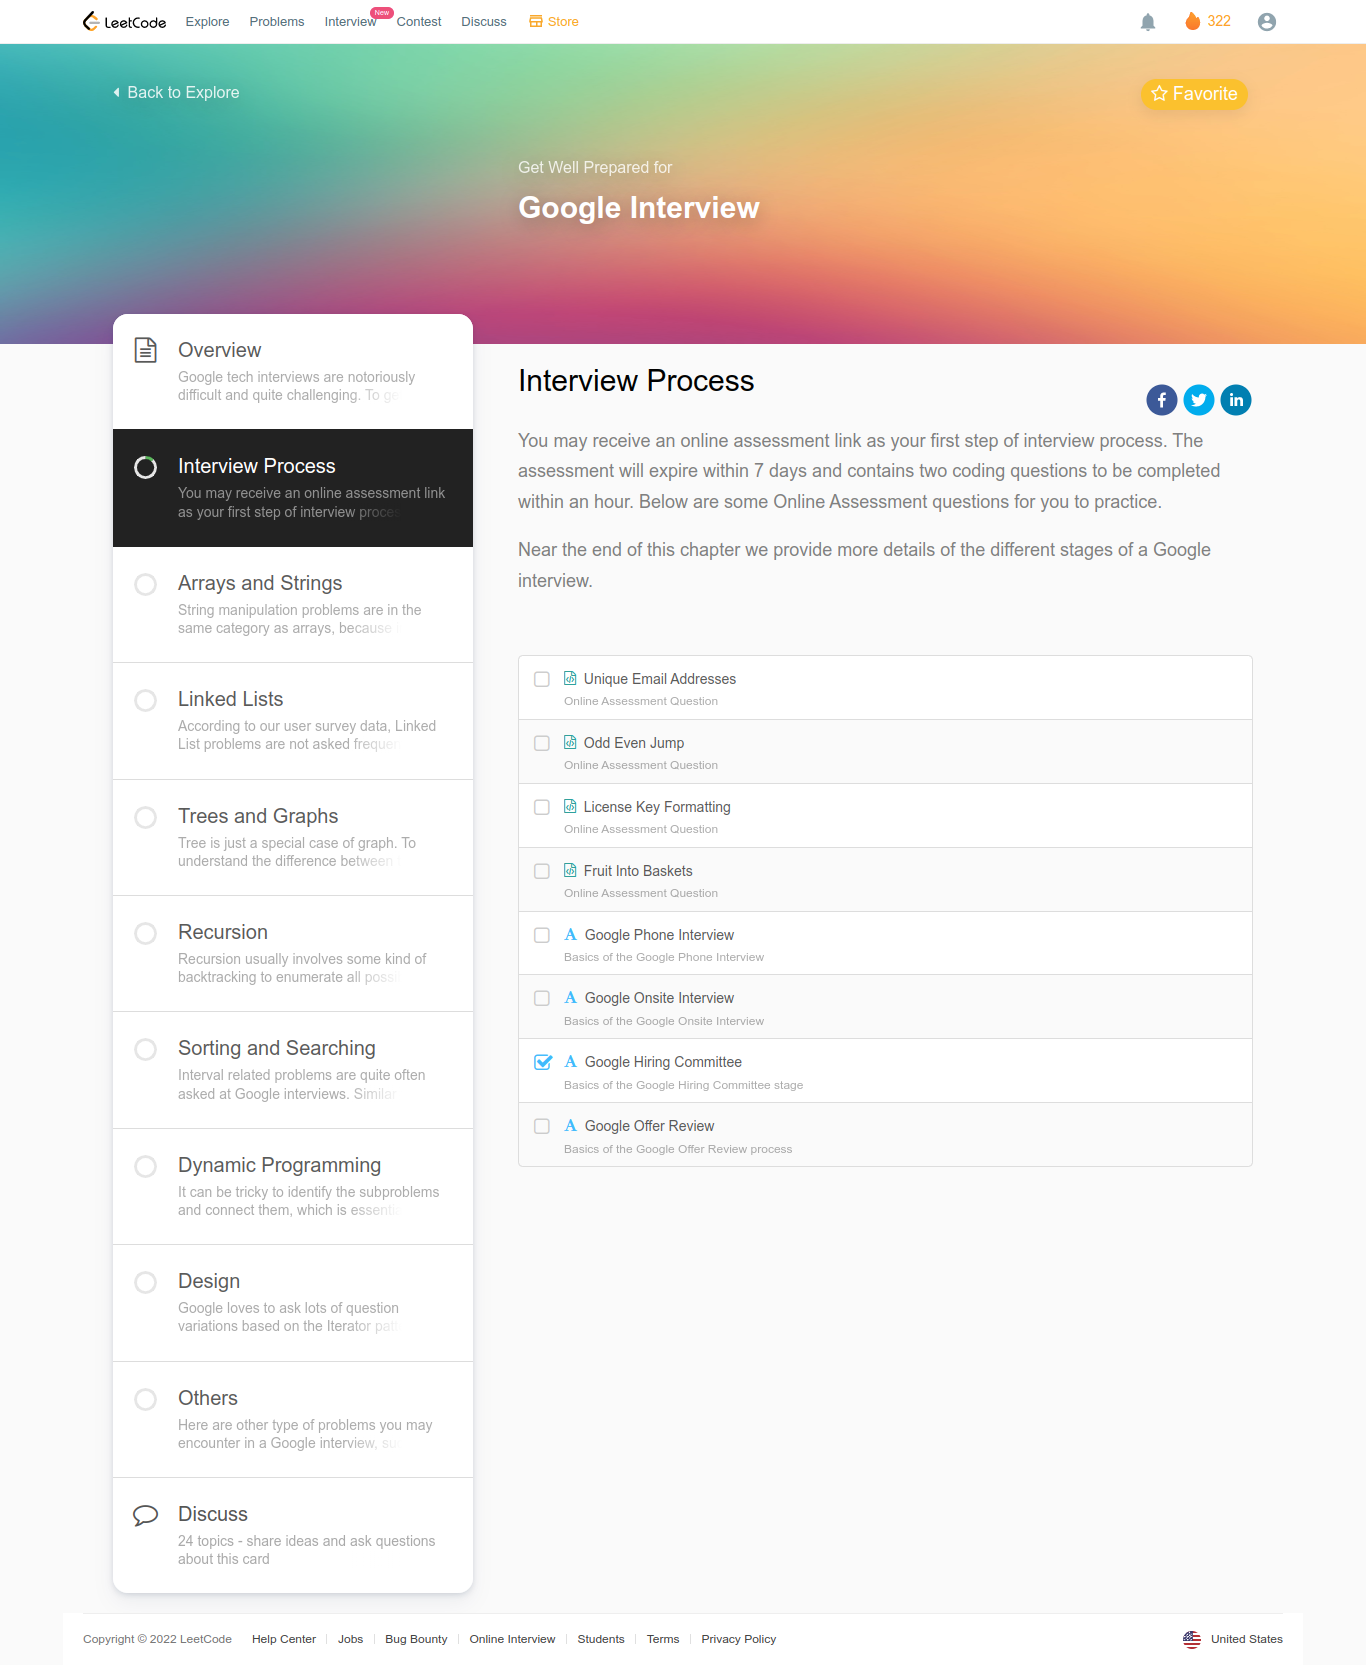 LeetCode Explore Problems Interview New Contest Discuss Store 322
Back to Explore
Favorite
Get Well Prepared for
Google Interview
Overview
Google tech interviews are notoriously
difficult and quite challenging. To ge
Interview Process
You may receive an online assessment link
as your first step of interview proces
Arrays and Strings
String manipulation problems are in the
same category as arrays, because
Linked Lists
According to our user survey data, Linked
List problems are not asked freque
Trees and Graphs
Tree is just a special case of graph. To
understand the difference between
Recursion
Recursion usually involves some kind of
backtracking to enumerate all poss
Sorting and Searching
Interval related problems are quite often
asked at Google interviews. Similar
Dynamic Programming
It can be tricky to identify the subproblems
and connect them, which is essenti
Design
Google loves to ask lots of question
variations based on the Iterator patt
Others
Here are other type of problems you may
encounter in a Google interview, su
Discuss
24 topics - share ideas and ask questions
about this card
Interview Process
You may receive an online assessment link as your first step of interview process. The
assessment will expire within 7 days and contains two coding questions to be completed
within an hour. Below are some Online Assessment questions for you to practice.
Near the end of this chapter we provide more details of the different stages of a Google
interview.
Unique Email Addresses
Online Assessment Question
Odd Even Jump
Online Assessment Question
License Key Formatting
Online Assessment Question
Fruit Into Baskets
Online Assessment Question
A Google Phone Interview
Basics of the Google Phone Interview
A Google Onsite Interview
Basics of the Google Onsite Interview
A Google Hiring Committee
Basics of the Google Hiring Committee stage
A Google Offer Review
Basics of the Google Offer Review process
Copyright © 2022 LeetCode Help Center | Jobs | Bug Bounty | Online Interview | Students | Terms | Privacy Policy United States